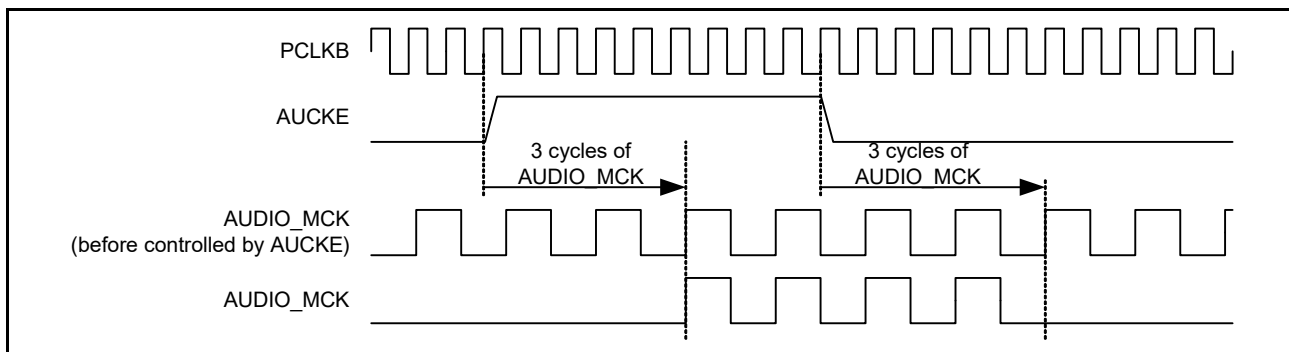 PCLKB
AUCKE
3 cycles of
AUDIO_MCK
3 cycles of
AUDIO_MCK
AUDIO_MCK
(before controlled by AUCKE)
AUDIO_MCK